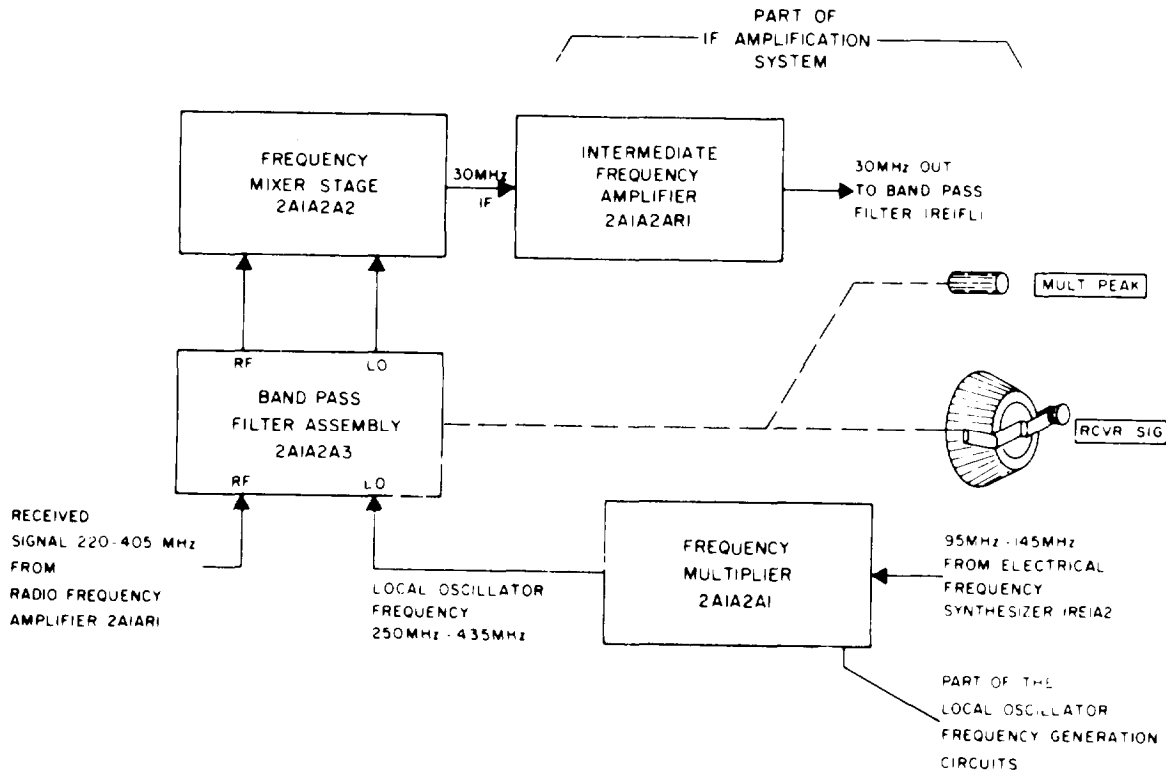 PART OF
IF AMPLIFICATION
SYSTEM
FREQUENCY
MIXER STAGE
2A1A2A2
30MHz
IF
INTERMEDIATE
FREQUENCY
AMPLIFIER
2A1A2AR1
30MHz OUT
TO BAND PASS
FILTER 1RE1FL1
MULT PEAK
RF LO
BAND PASS
FILTER ASSEMBLY
2A1A2A3
RF LO
RCVR SIG
RECEIVED
SIGNAL 220-405 MHz
FROM
RADIO FREQUENCY
AMPLIFIER 2A1AR1
LOCAL OSCILLATOR
FREQUENCY
250MHz - 435MHz
FREQUENCY
MULTIPLIER
2A1A2A1
95MHz - 145MHz
FROM ELECTRICAL
FREQUENCY
SYNTHESIZER 1RE1A2
PART OF THE
LOCAL OSCILLATOR
FREQUENCY GENERATION
CIRCUITS